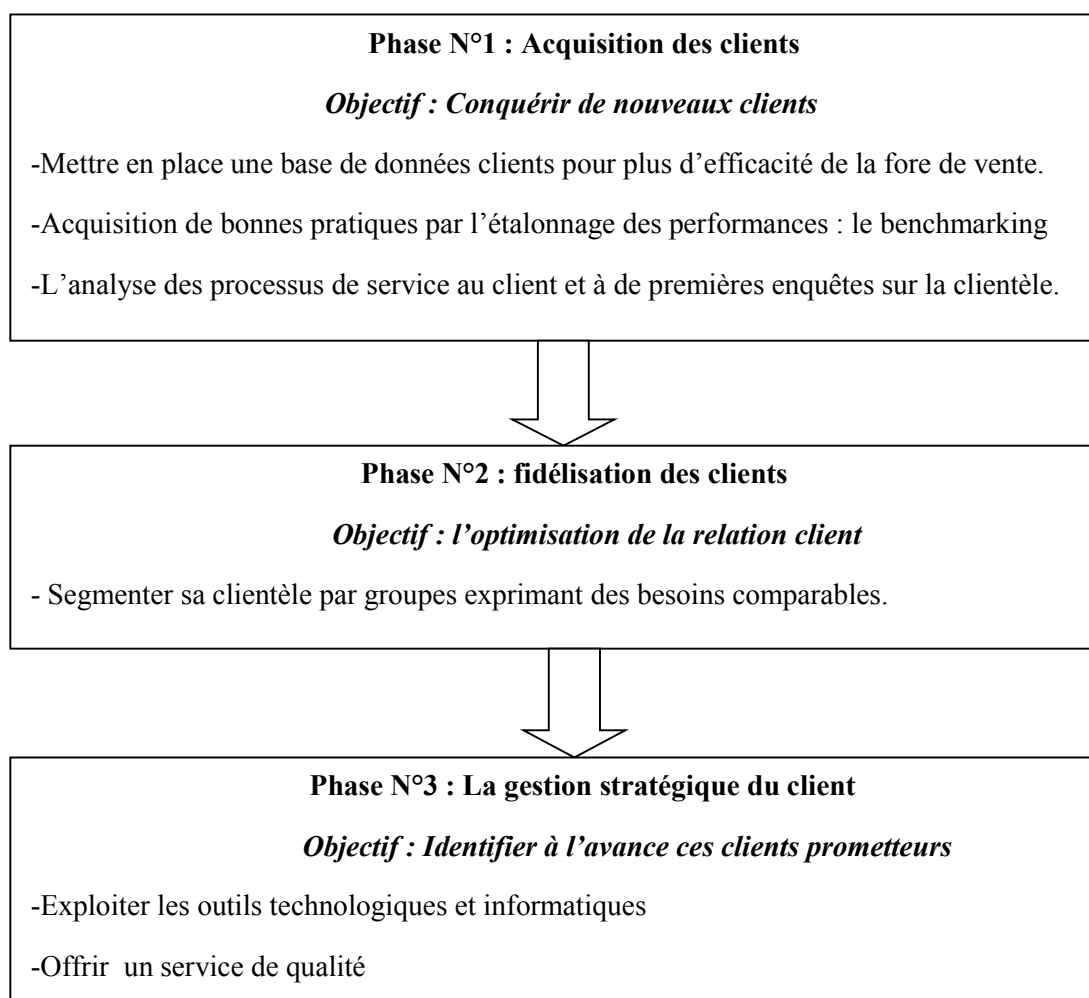 Phase N°1 : Acquisition des clients
Objectif : Conquérir de nouveaux clients
-Mettre en place une base de données clients pour plus d’efficacité de la fore de vente.
-Acquisition de bonnes pratiques par l’étalonnage des performances : le benchmarking
-L’analyse des processus de service au client et à de premières enquêtes sur la clientèle.
Phase N°2 : fidélisation des clients
Objectif : l’optimisation de la relation client
- Segmenter sa clientèle par groupes exprimant des besoins comparables.
Phase N°3 : La gestion stratégique du client
Objectif : Identifier à l’avance ces clients prometteurs
-Exploiter les outils technologiques et informatiques
-Offrir un service de qualité